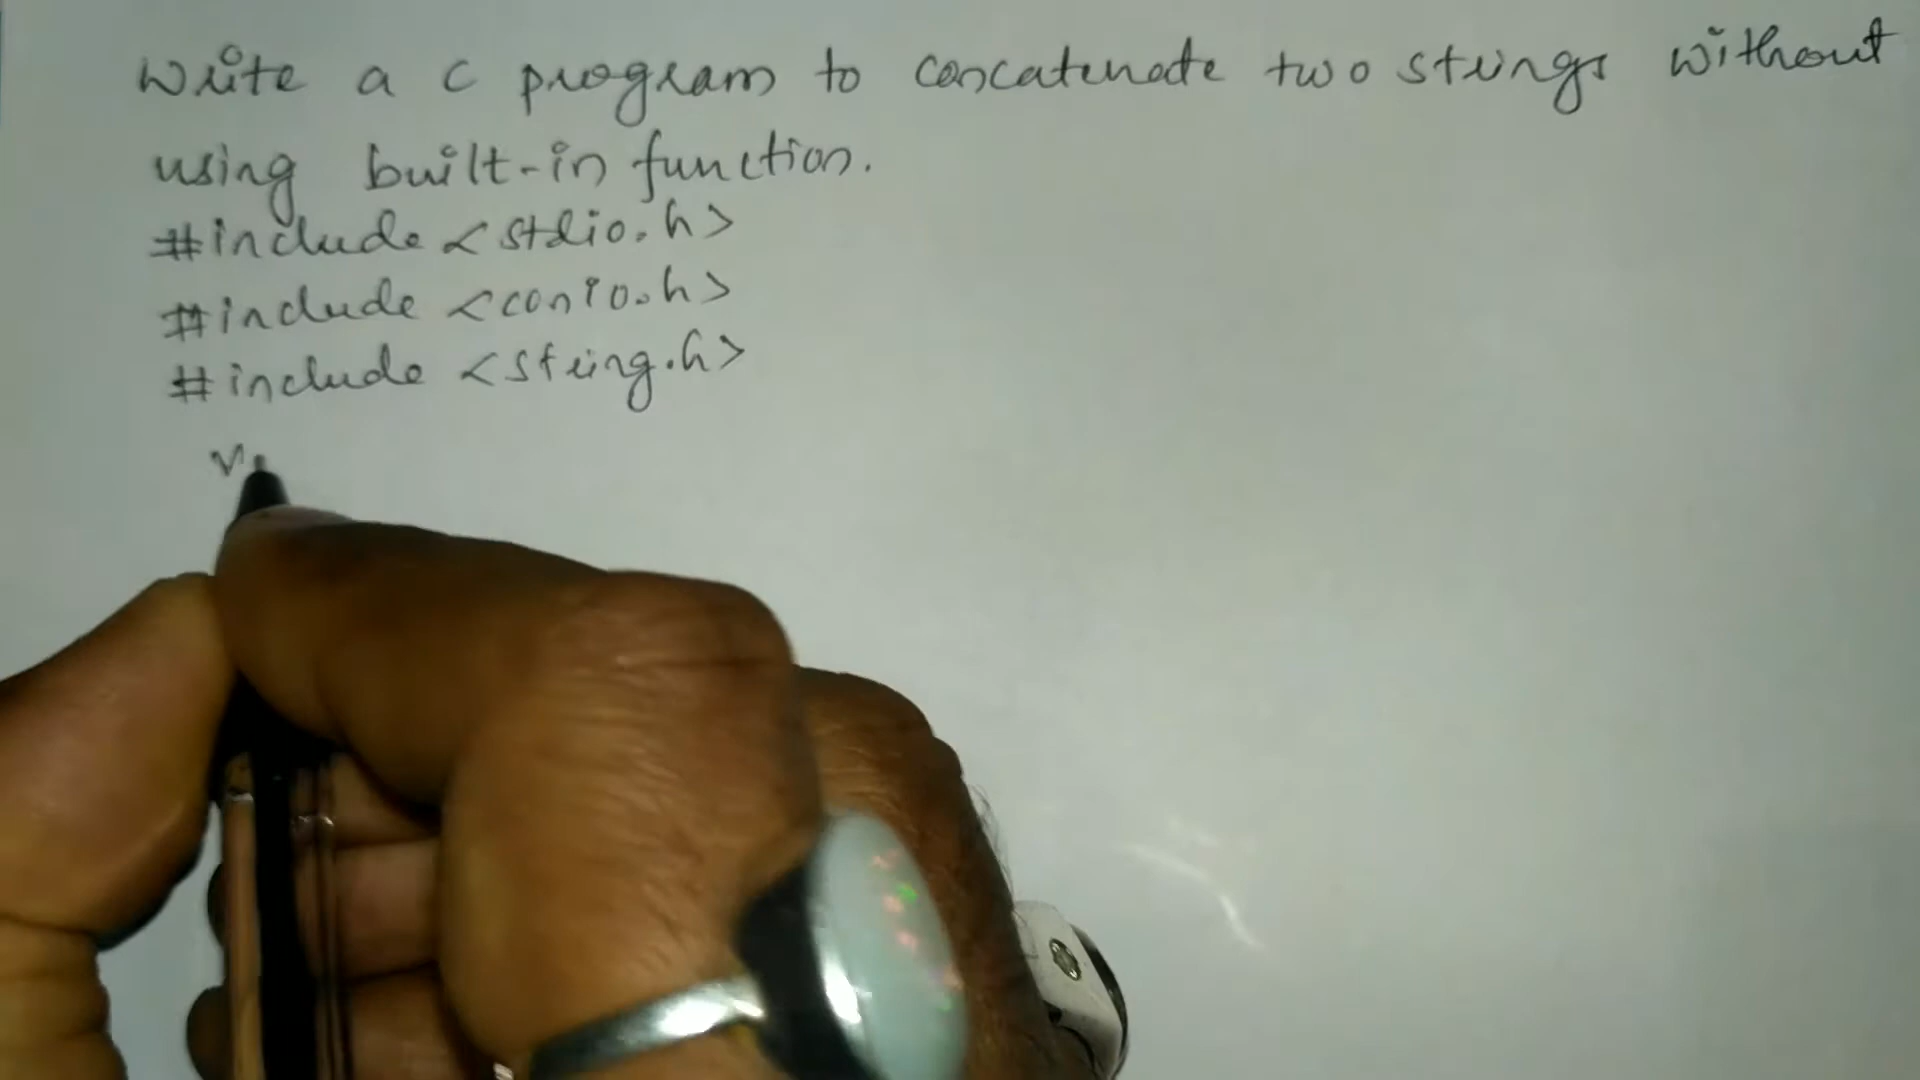 Write a c program to concatenate two strings without
using built-in function.
#include <stdio.h>
#include <conio.h>
#include <string.h>
v